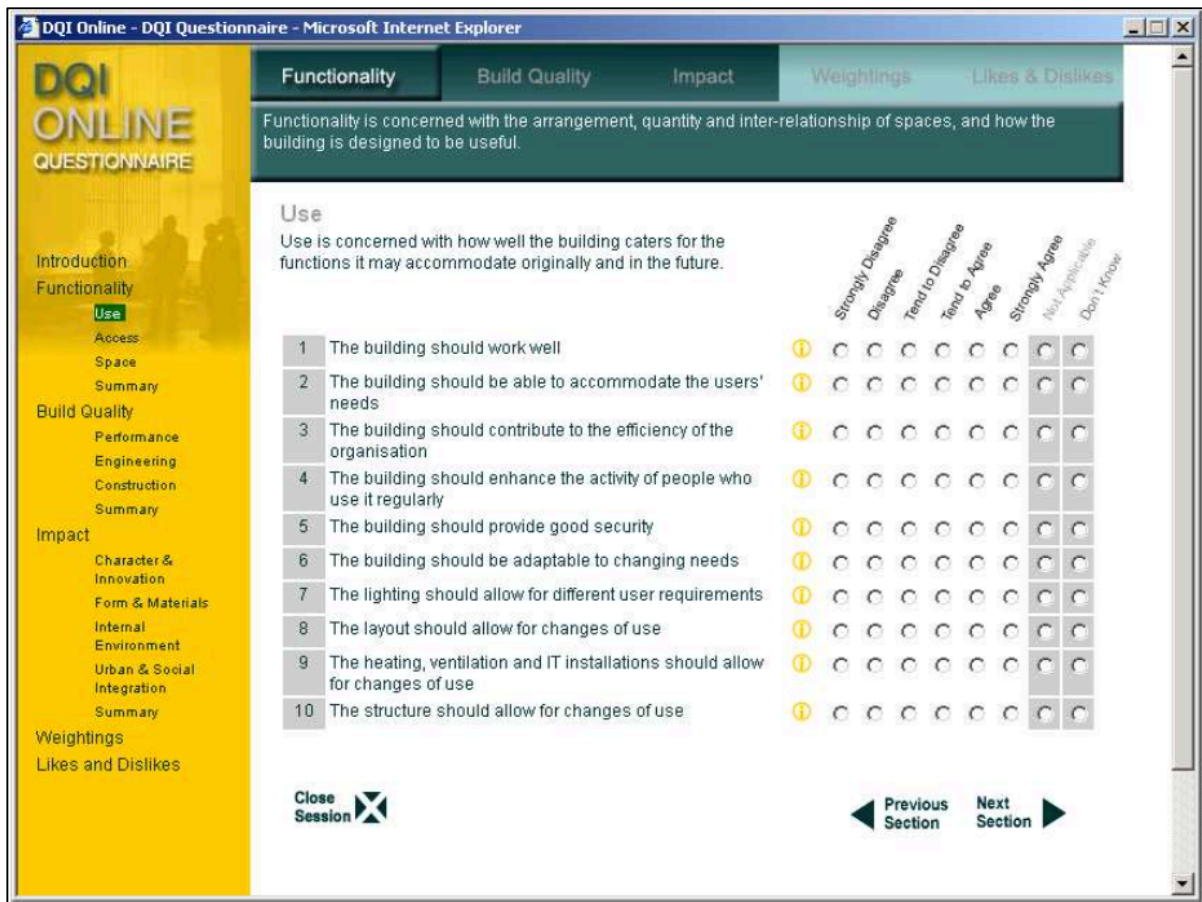 DQI Online - DQI Questionnaire - Microsoft Internet Explorer
DQI
ONLINE
QUESTIONNAIRE
Introduction
Functionality
Use
Access
Space
Summary
Build Quality
Performance
Engineering
Construction
Summary
Impact
Character &
Innovation
Form & Materials
Internal
Environment
Urban & Social
Integration
Summary
Weightings
Likes and Dislikes
Functionality Build Quality Impact Weightings Likes & Dislikes
Functionality is concerned with the arrangement, quantity and inter-relationship of spaces, and how the
building is designed to be useful.
Use
Use is concerned with how well the building caters for the
functions it may accommodate originally and in the future.
Strongly Disagree
Disagree
Tend to Disagree
Tend to Agree
Agree
Strongly Agree
Not Applicable
Don't Know
1 The building should work well
2 The building should be able to accommodate the users'
needs
3 The building should contribute to the efficiency of the
organisation
4 The building should enhance the activity of people who
use it regularly
5 The building should provide good security
6 The building should be adaptable to changing needs
7 The lighting should allow for different user requirements
8 The layout should allow for changes of use
9 The heating, ventilation and IT installations should allow
for changes of use
10 The structure should allow for changes of use
Close
Session
Previous
Section
Next
Section